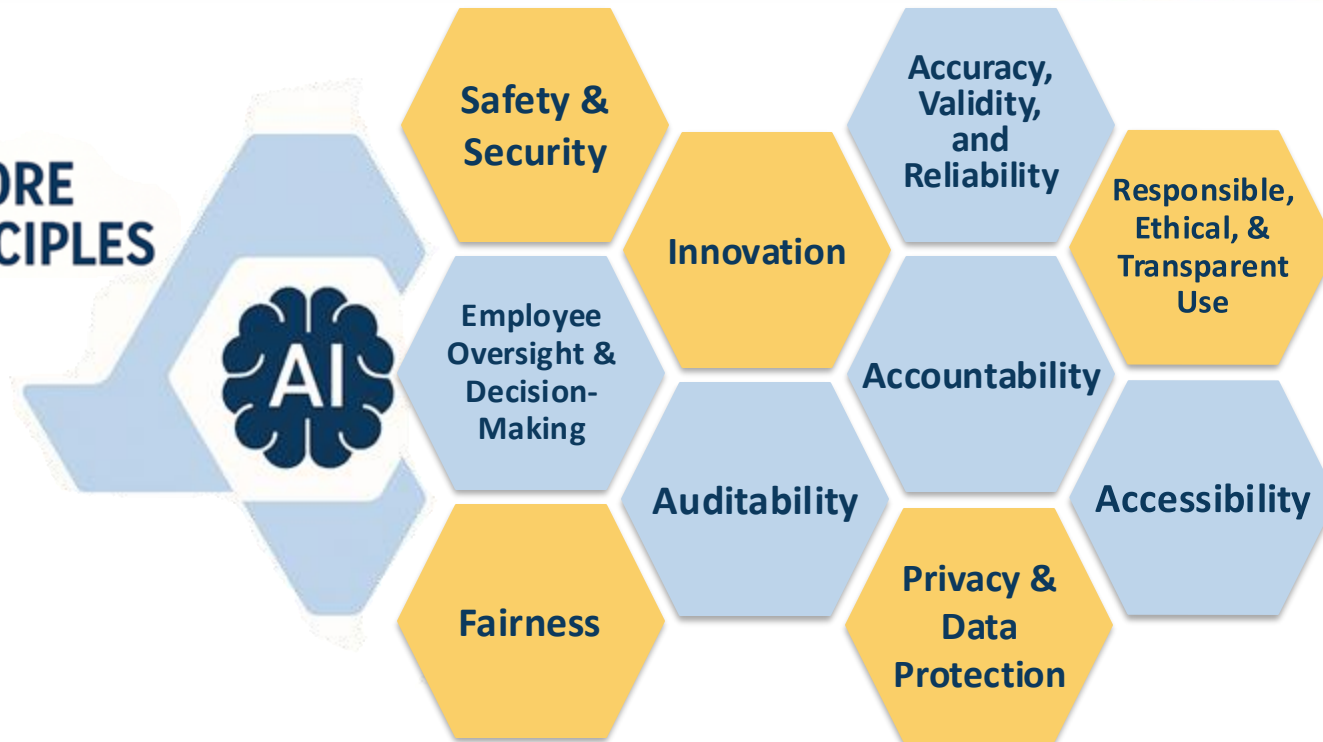 ORE
CIPLES
AI
Safety &
Security
Employee
Oversight &
Decision-
Making
Fairness
Innovation
Auditability
Accuracy,
Validity,
and
Reliability
Accountability
Privacy &
Data
Protection
Responsible,
Ethical, &
Transparent
Use
Accessibility